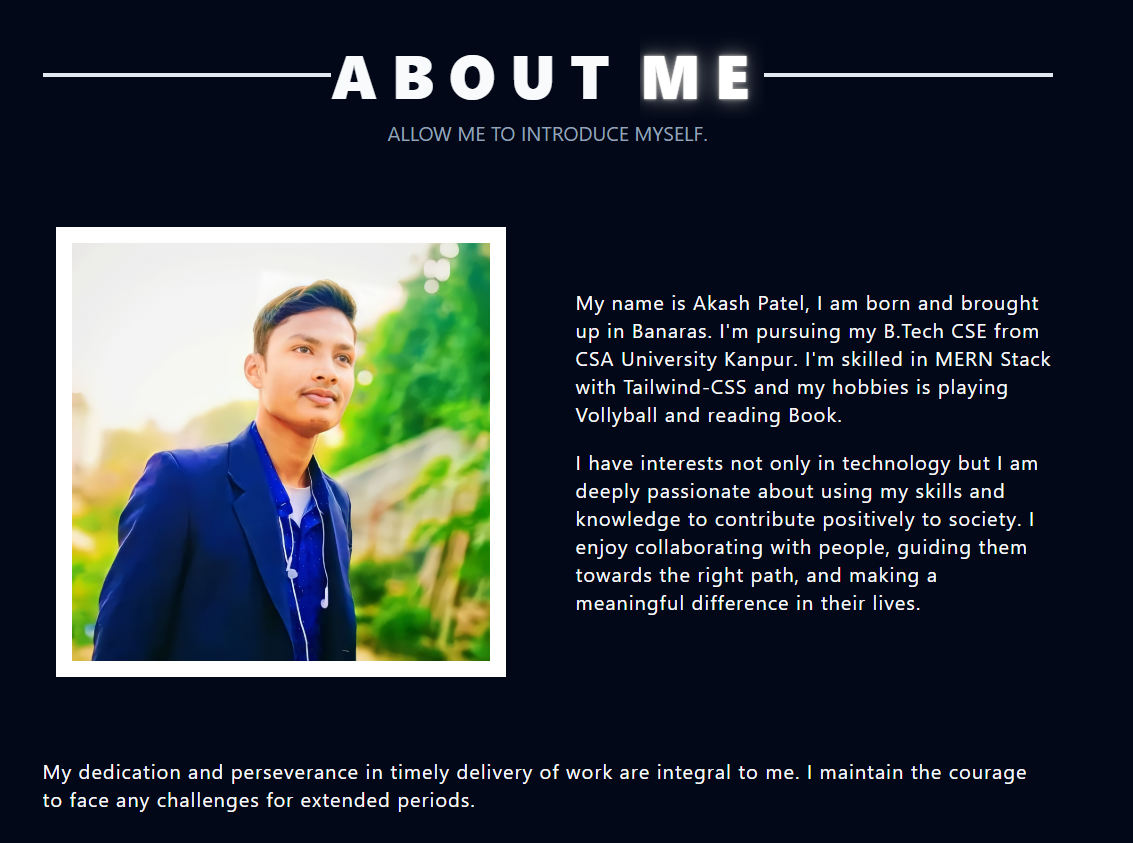 ABOUT ME
ALLOW ME TO INTRODUCE MYSELF.
My name is Akash Patel, I am born and brought
up in Banaras. I'm pursuing my B.Tech CSE from
CSA University Kanpur. I'm skilled in MERN Stack
with Tailwind-CSS and my hobbies is playing
Vollyball and reading Book.
I have interests not only in technology but I am
deeply passionate about using my skills and
knowledge to contribute positively to society. I
enjoy collaborating with people, guiding them
towards the right path, and making a
meaningful difference in their lives.
My dedication and perseverance in timely delivery of work are integral to me. I maintain the courage
to face any challenges for extended periods.